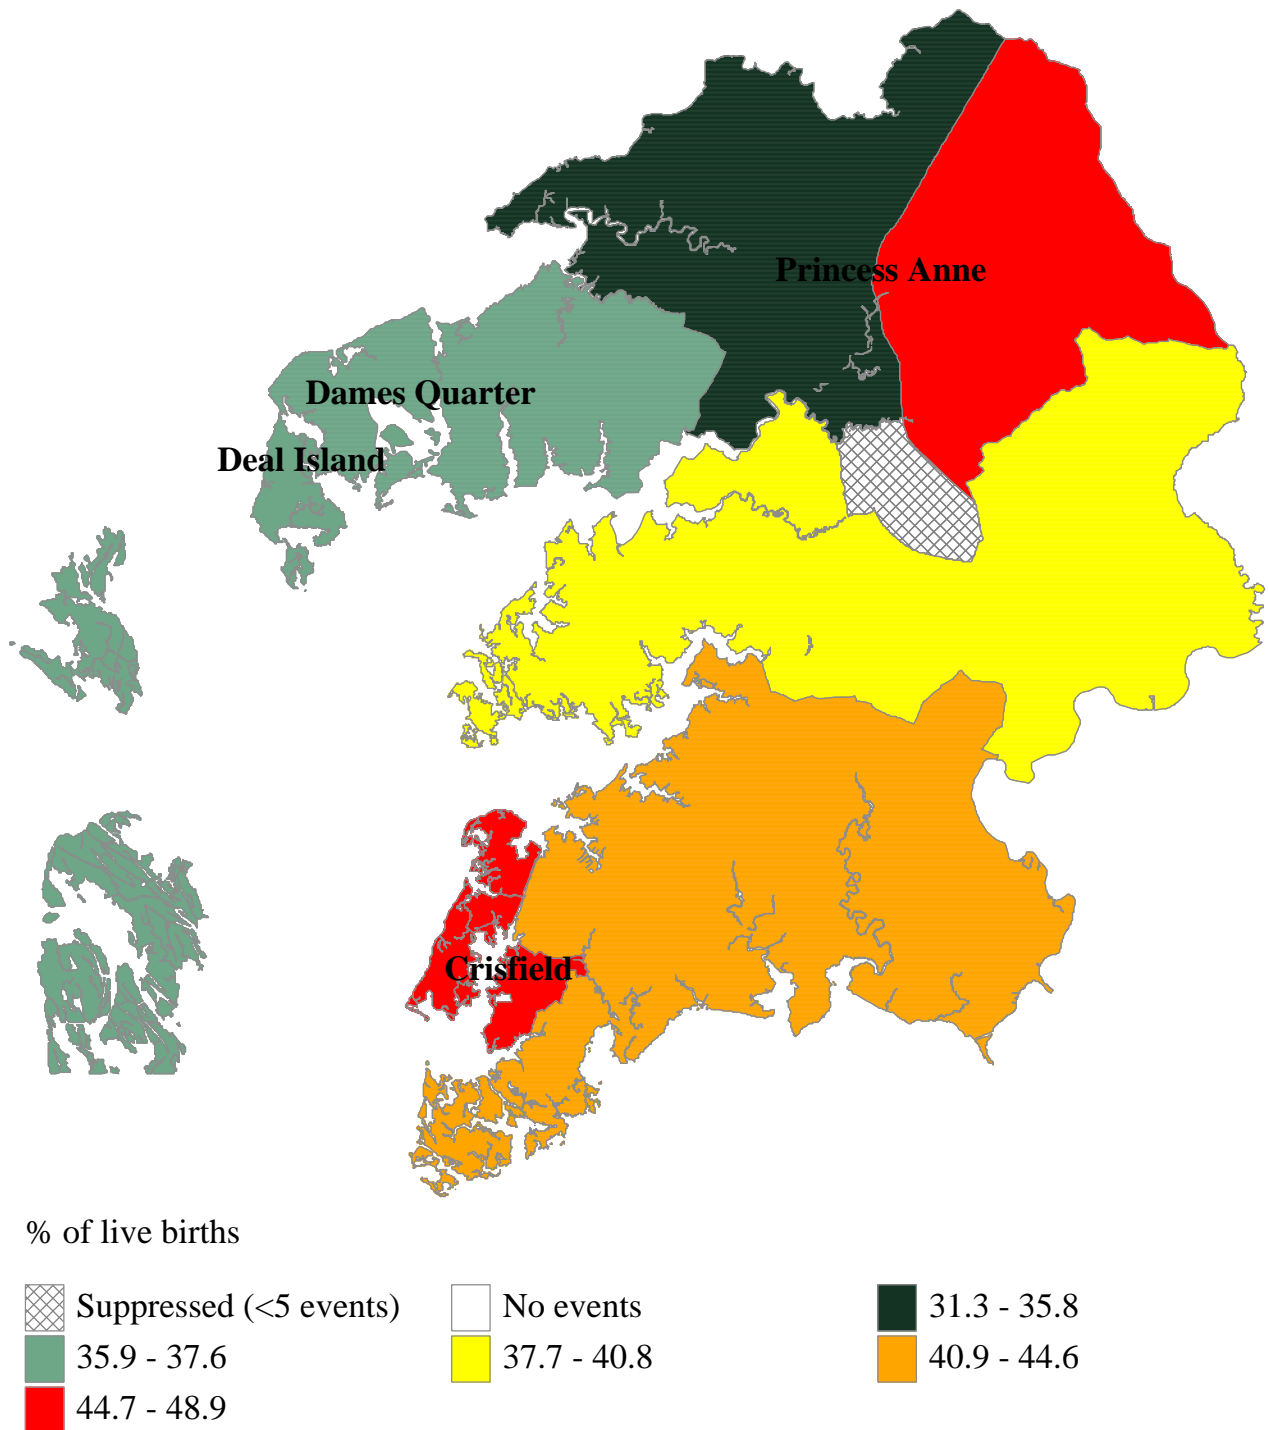 Princess Anne
Dames Quarter
Deal Island
Crisfield
% of live births
Suppressed (<5 events)
No events
31.3 - 35.8
35.9 - 37.6
37.7 - 40.8
40.9 - 44.6
44.7 - 48.9